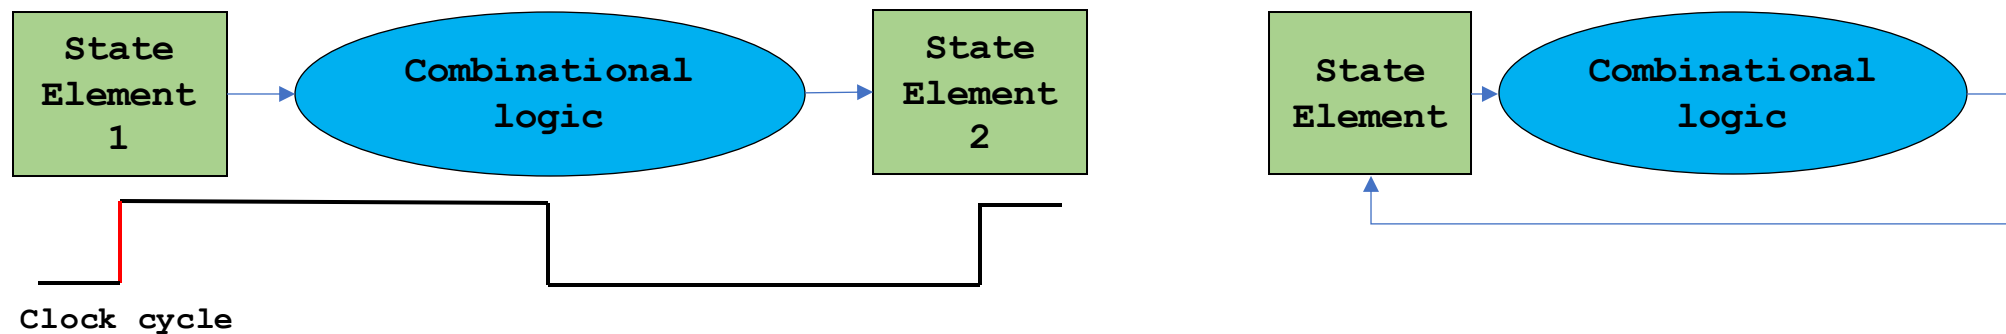 State
Element
1
Combinational
logic
State
Element
2
State
Element
Combinational
logic
Clock cycle